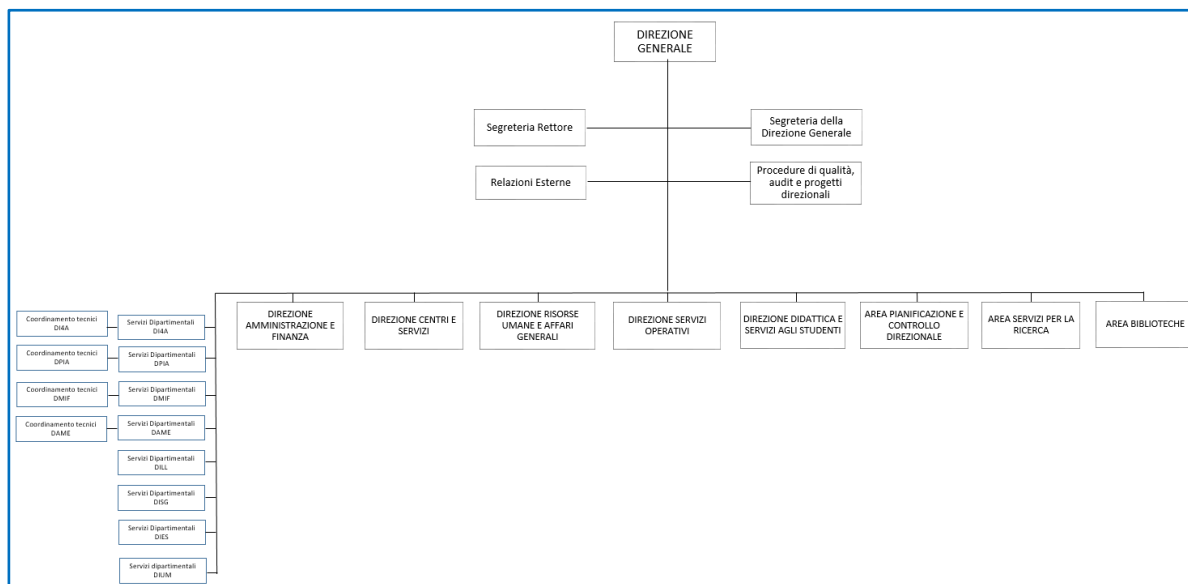 DIREZIONE
GENERALE
Segreteria Rettore
Segreteria della
Direzione Generale
Relazioni Esterne
Procedure di qualità,
audit e progetti
direzionali
DIREZIONE
AMMINISTRAZIONE E
FINANZA
DIREZIONE CENTRI E
SERVIZI
DIREZIONE RISORSE
UMANE E AFFARI
GENERALI
DIREZIONE SERVIZI
OPERATIVI
DIREZIONE DIDATTICA E
SERVIZI AGLI STUDENTI
AREA PIANIFICAZIONE E
CONTROLLO
DIREZIONALE
AREA SERVIZI PER LA
RICERCA
AREA BIBLIOTECHE
Coordinamento tecnici
DI4A
Servizi Dipartimentali
DI4A
Coordinamento tecnici
DPIA
Servizi Dipartimentali
DPIA
Coordinamento tecnici
DMIF
Servizi Dipartimentali
DMIF
Coordinamento tecnici
DAME
Servizi Dipartimentali
DAME
Servizi Dipartimentali
DILL
Servizi Dipartimentali
DISG
Servizi Dipartimentali
DIES
Servizi dipartimentali
DIUM